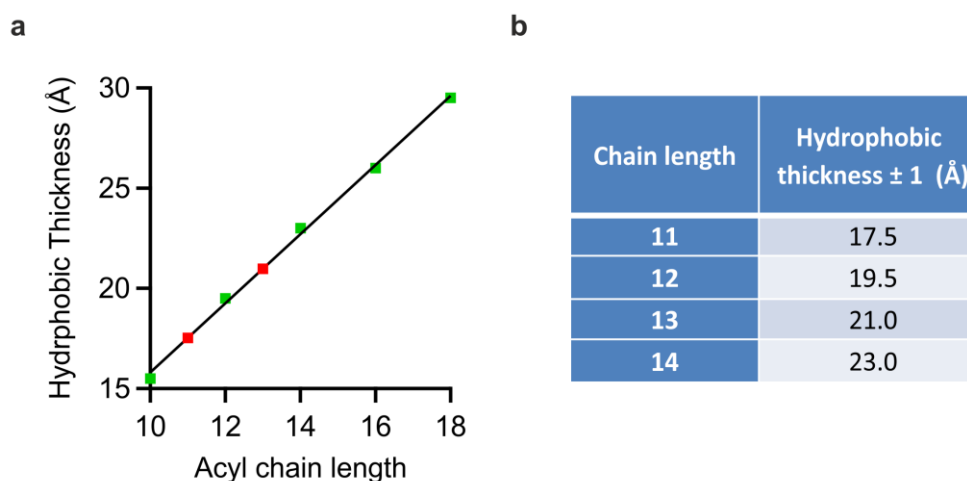 a
b
Hydrphobic Thickness (Å)
30
25
20
15
10 12 14 16 18
Acyl chain length
Chain length Hydrophobic
thickness ± 1 (Å)
11 17.5
12 19.5
13 21.0
14 23.0